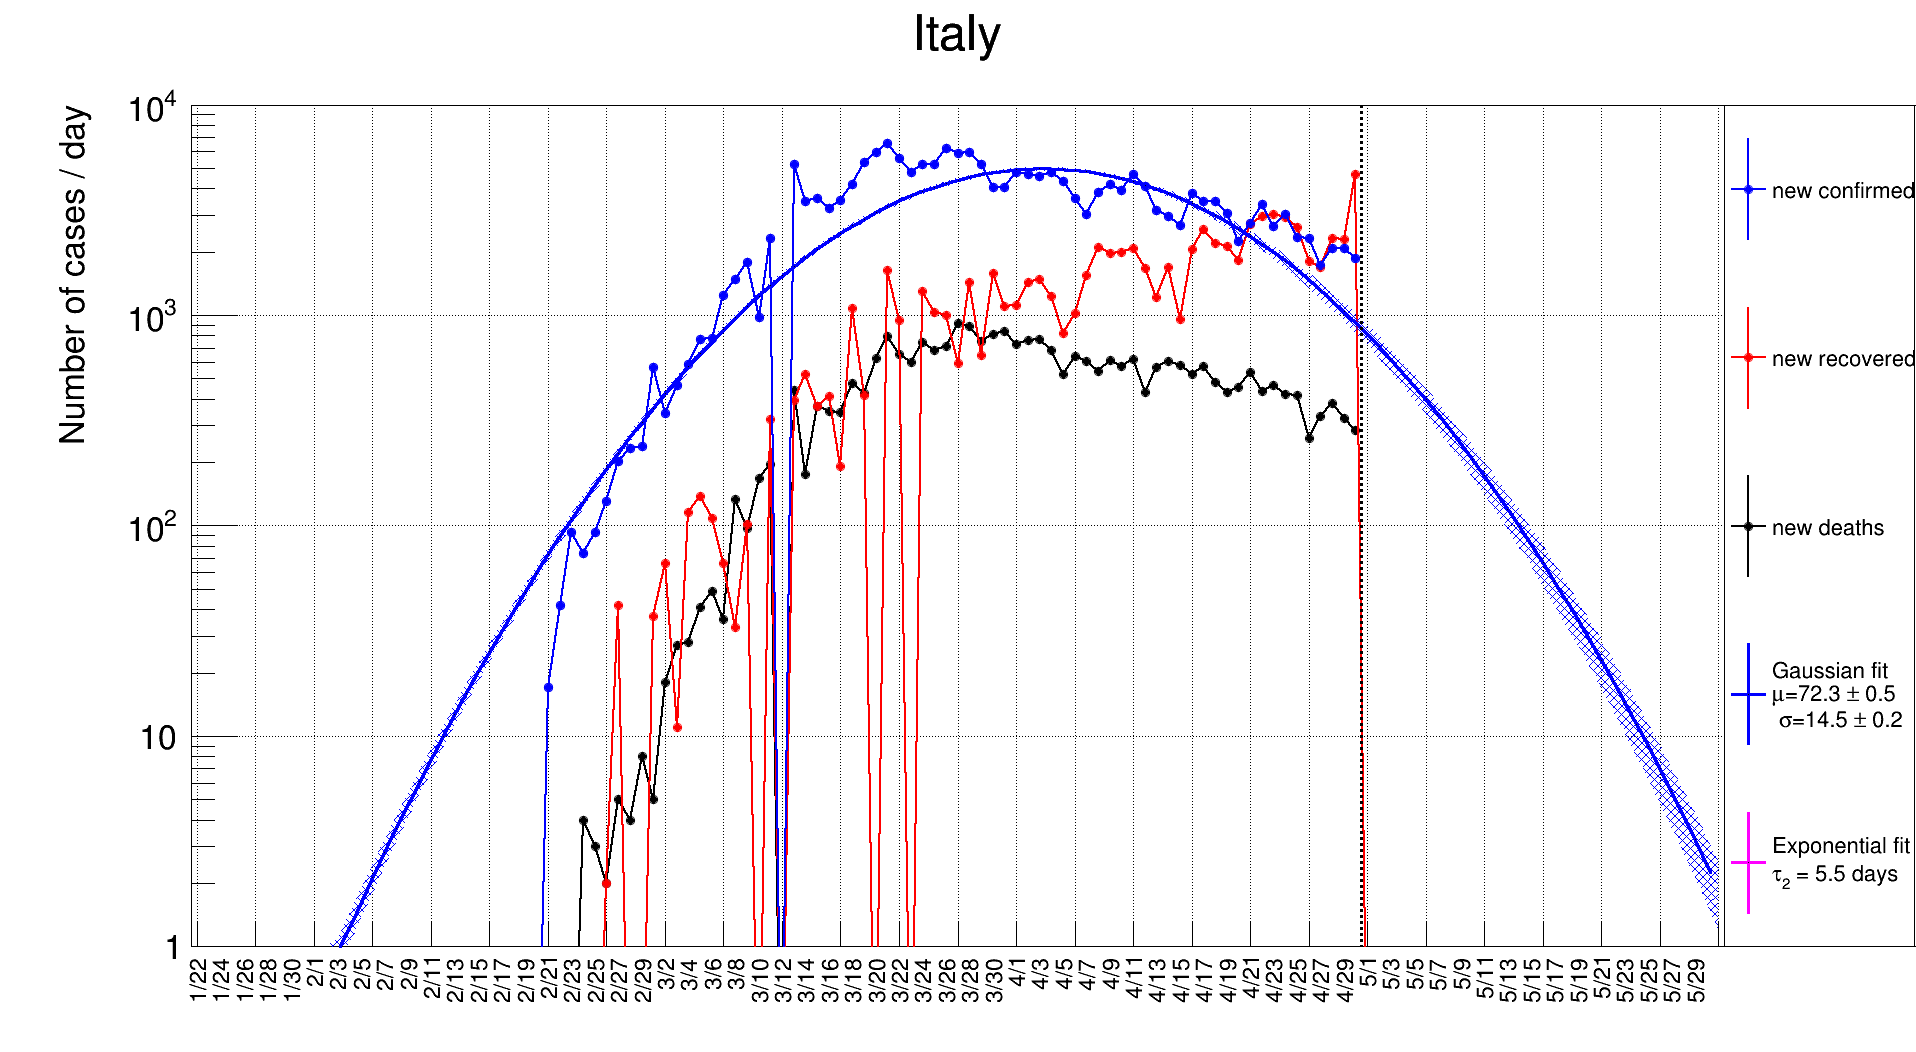 Italy
Number of cases / day
10⁴
10³
10²
10
1
1/22 1/24 1/26 1/28 1/30 2/1 2/3 2/5 2/7 2/9 2/11 2/13 2/15 2/17 2/19 2/21 2/23 2/25 2/27 2/29 3/2 3/4 3/6 3/8 3/10 3/12 3/14 3/16 3/18 3/20 3/22 3/24 3/26 3/28 3/30 4/1 4/3 4/5 4/7 4/9 4/11 4/13 4/15 4/17 4/19 4/21 4/23 4/25 4/27 4/29 5/1 5/3 5/5 5/7 5/9 5/11 5/13 5/15 5/17 5/19 5/21 5/23 5/25 5/27 5/29
new confirmed
new recovered
new deaths
Gaussian fit
μ=72.3 ± 0.5
σ=14.5 ± 0.2
Exponential fit
τ₂ = 5.5 days